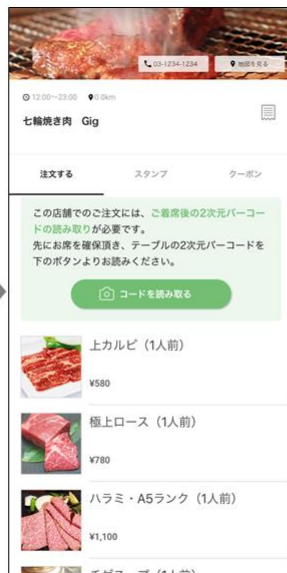 03-1234-1234 地図を見る
12:00〜23:00 0.0km
七輪焼き肉 Gig
注文する スタンプ クーポン
この店舗でのご注文には、ご着席後の2次元バーコー
ドの読み取りが必要です。
先にお席を確保頂き、テーブルの2次元バーコードを
下のボタンよりお読みください。
コードを読み取る
上カルビ（1人前）
¥580
極上ロース（1人前）
¥780
ハラミ・A5ランク（1人前）
¥1,100